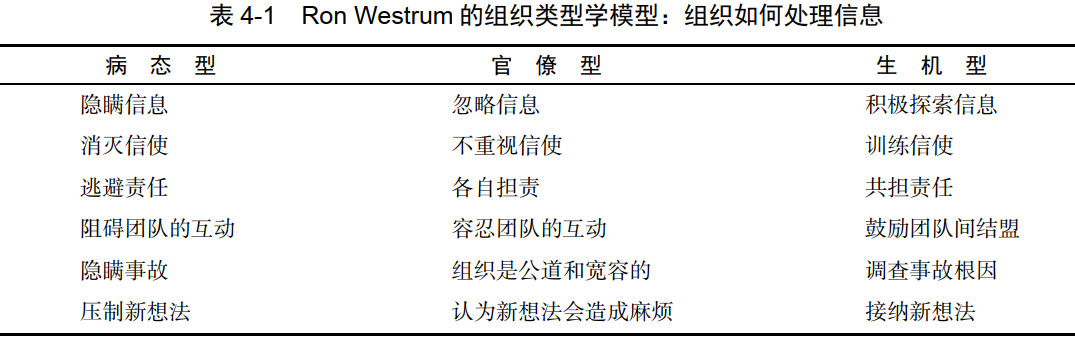 表 4-1 Ron Westrum 的组织类型学模型：组织如何处理信息
病态型 官僚型 生机型
隐瞒信息 忽略信息 积极探索信息
消灭信使 不重视信使 训练信使
逃避责任 各自担责 共担责任
阻碍团队的互动 容忍团队的互动 鼓励团队间结盟
隐瞒事故 组织是公道和宽容的 调查事故根因
压制新想法 认为新想法会造成麻烦 接纳新想法